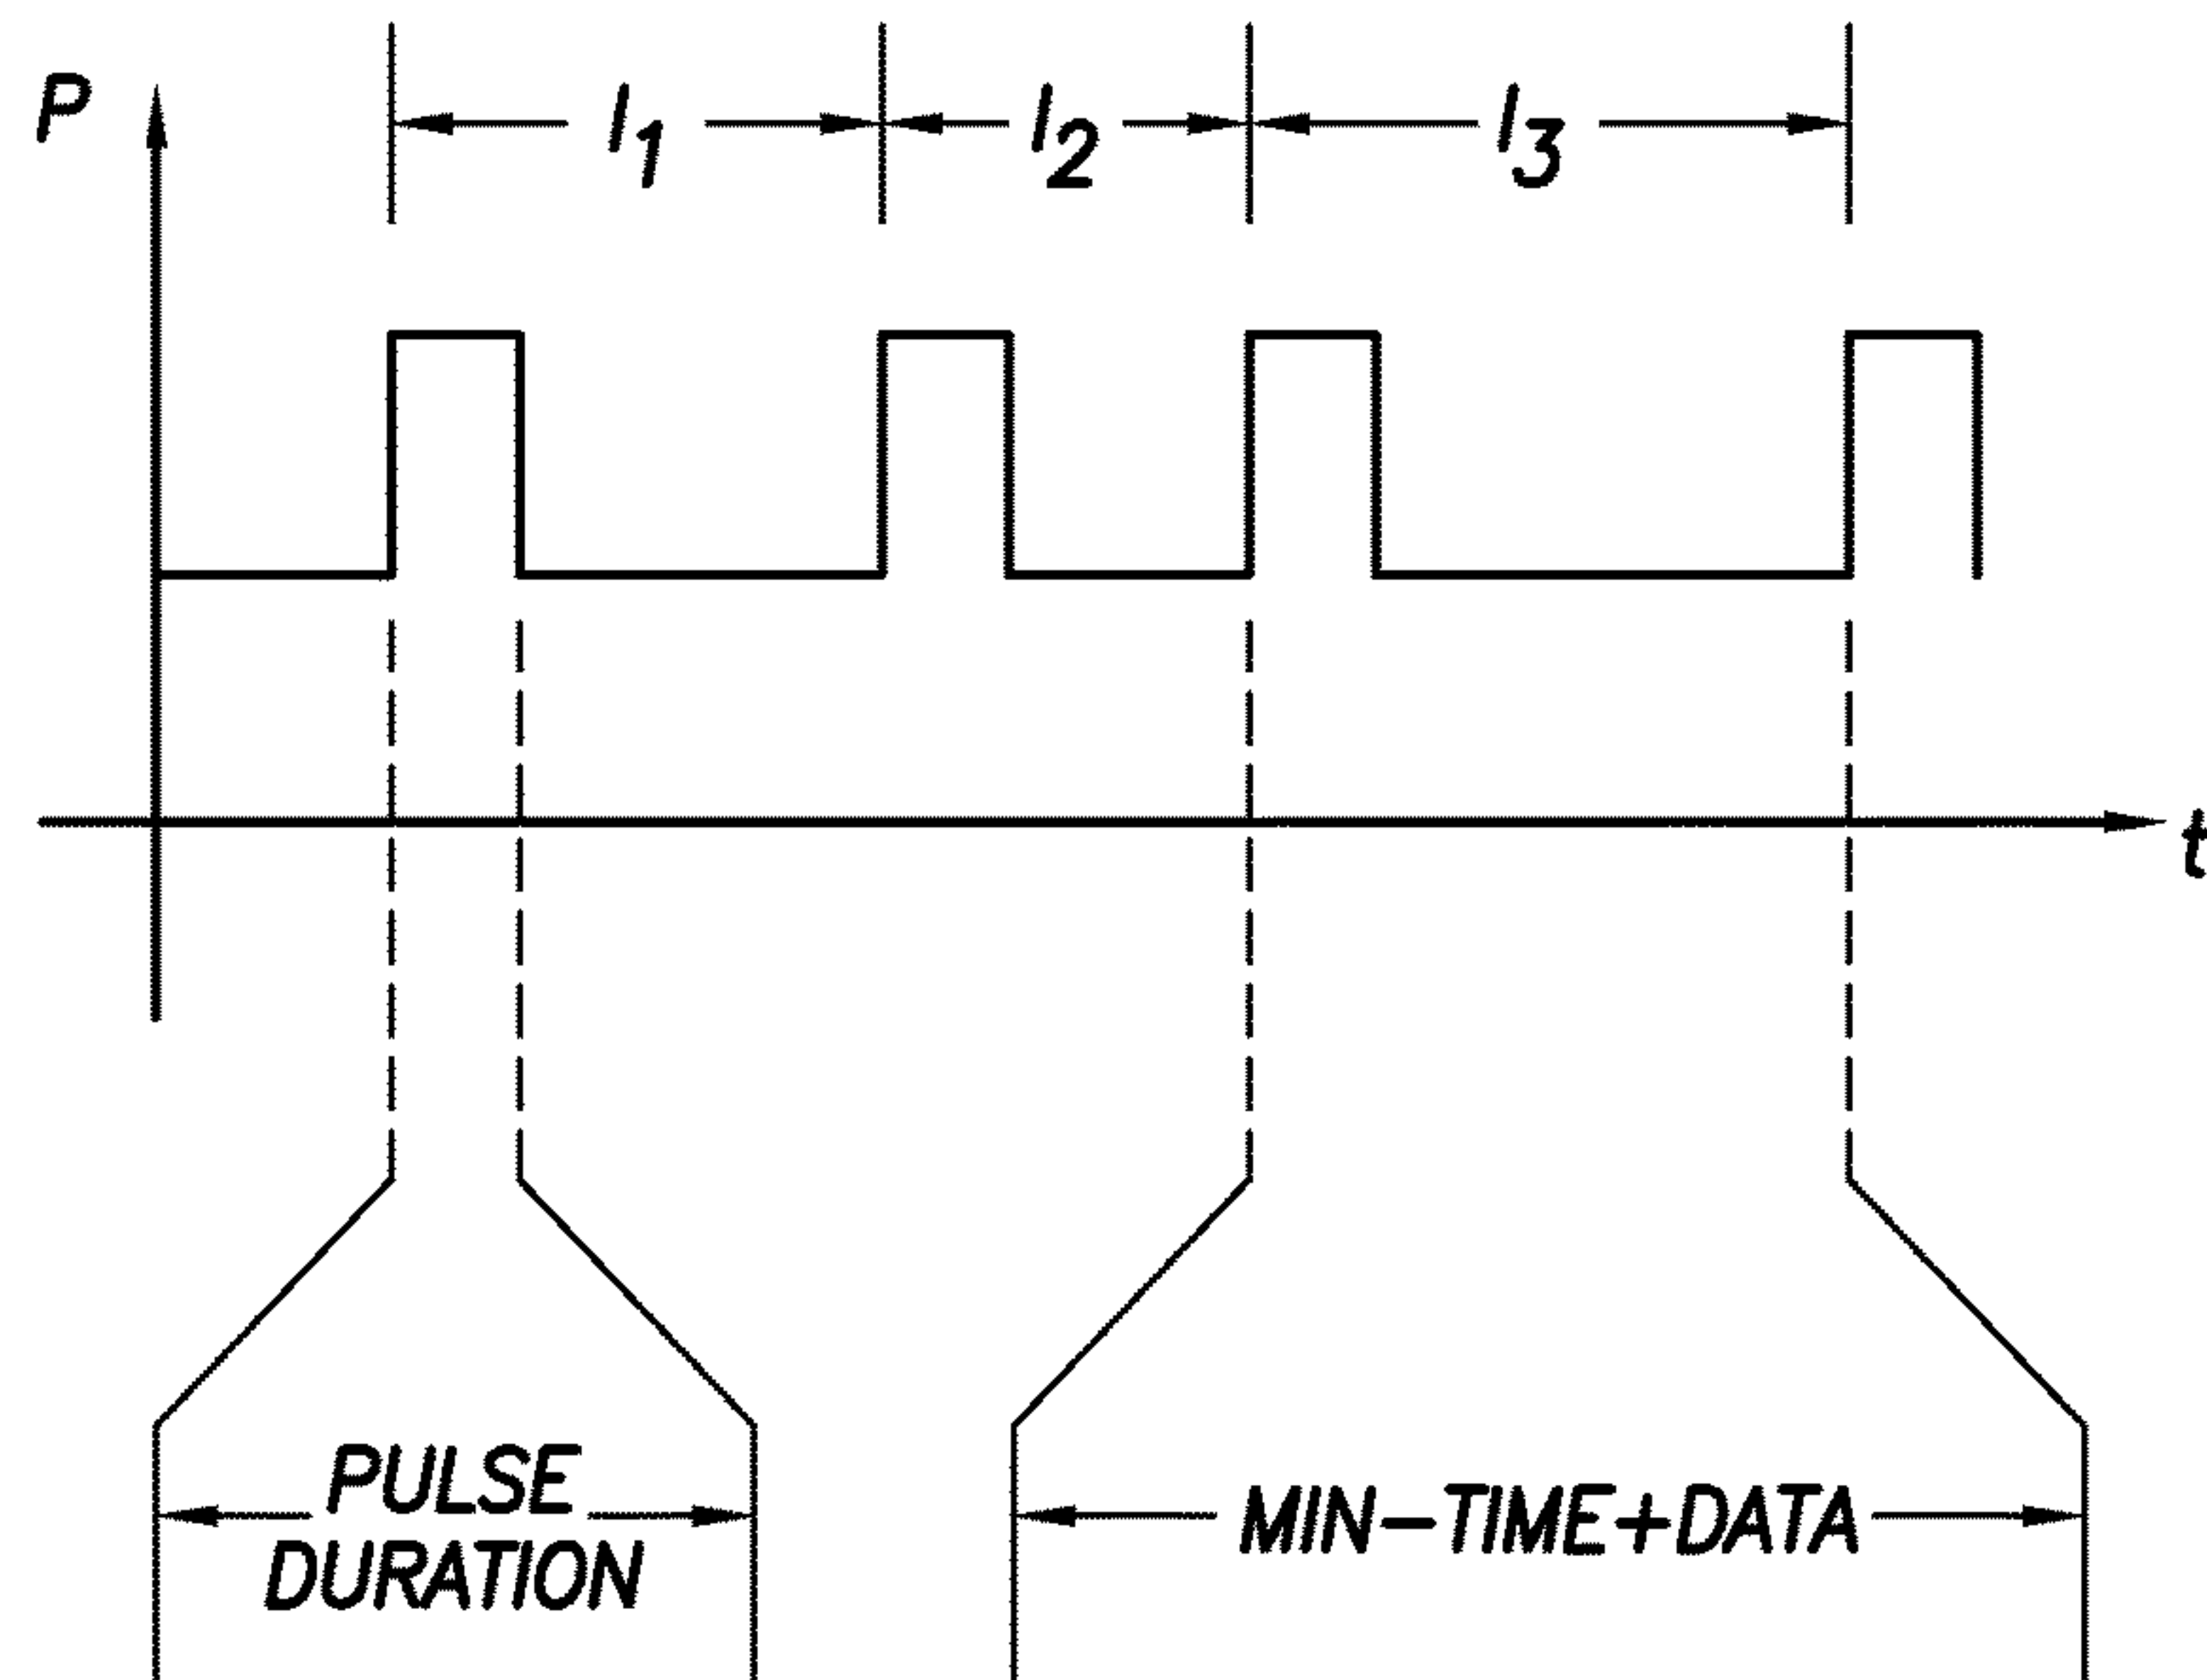 P
I1
I2
I3
t
PULSE
DURATION
MIN-TIME+DATA